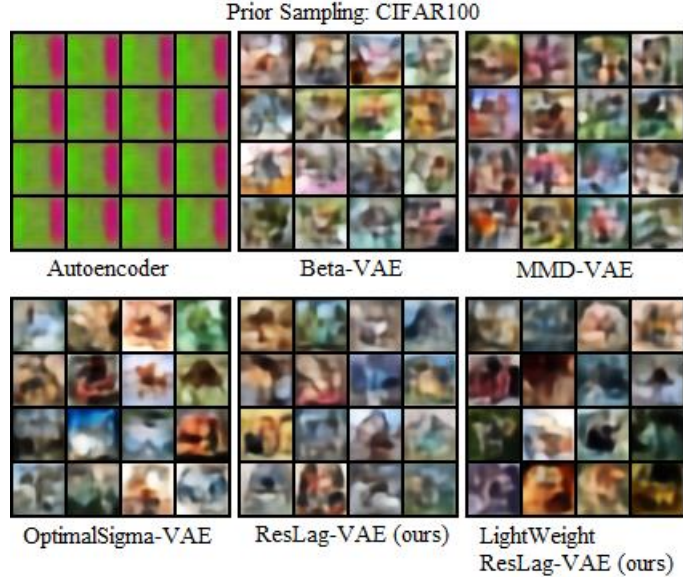 Prior Sampling: CIFAR100
Autoencoder
Beta-VAE
MMD-VAE
OptimalSigma-VAE
ResLag-VAE (ours)
LightWeight
ResLag-VAE (ours)